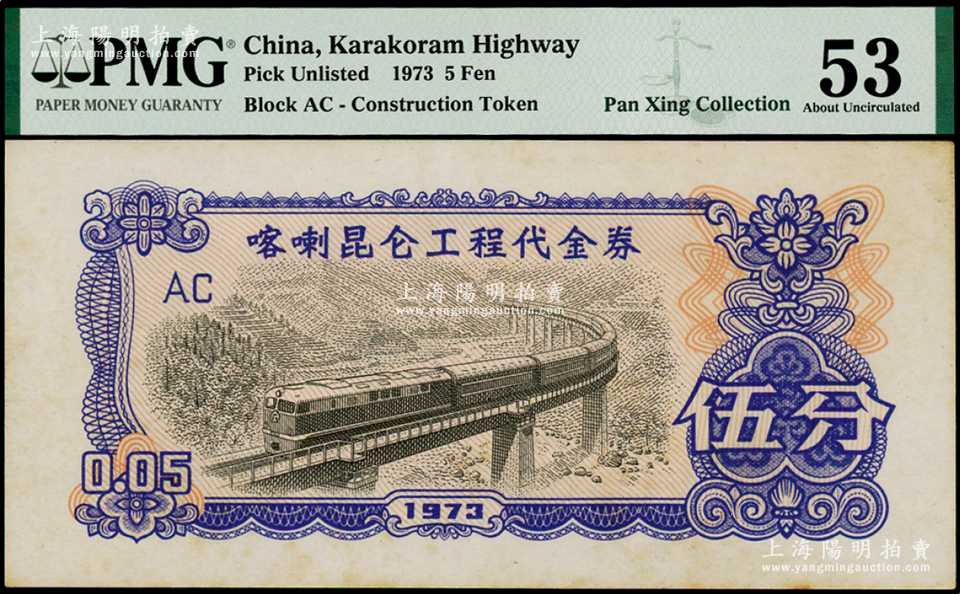 PMG®
PAPER MONEY GUARANTY
China, Karakoram Highway
Pick Unlisted 1973 5 Fen
Block AC - Construction Token
Pan Xing Collection
53
About Uncirculated
上海陽明拍賣
www.yangmingauction.com
喀喇昆仑工程代金券
AC
上海陽明拍賣
www.yangmingauction.com
伍分
0.05
1973
上海陽明拍賣
www.yangmingauction.com